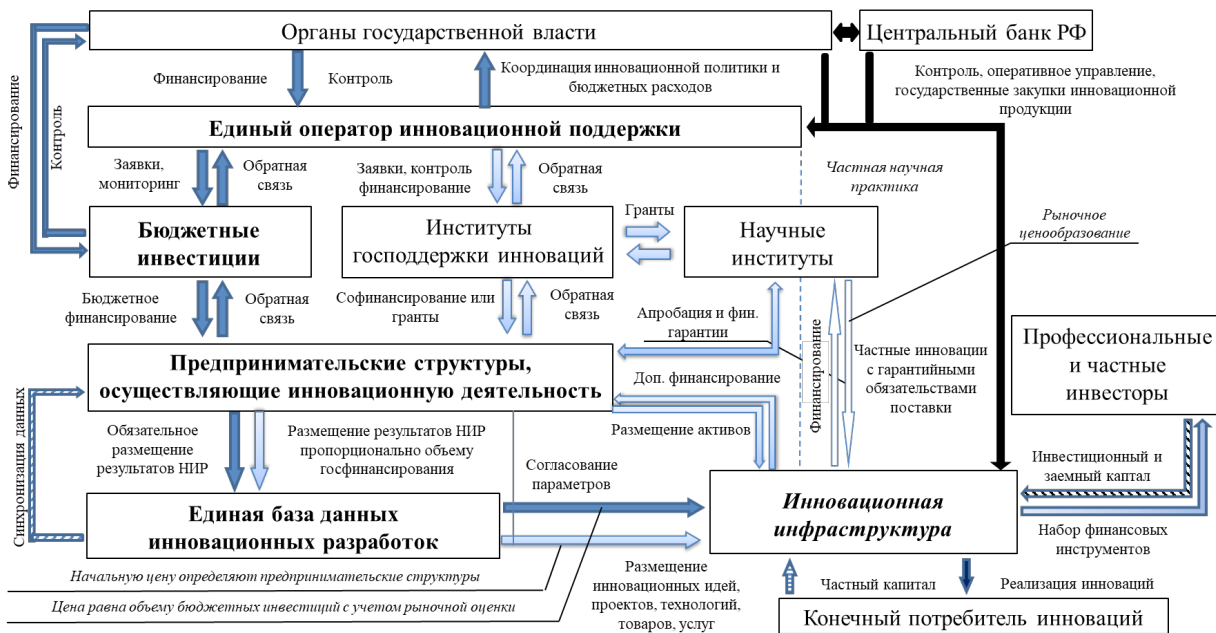 Органы государственной власти
Центральный банк РФ
Финансирование
Контроль
Финансирование
Контроль
Координация инновационной политики и
бюджетных расходов
Контроль, оперативное управление,
государственные закупки инновационной
продукции
Единый оператор инновационной поддержки
Заявки,
мониторинг
Обратная
связь
Заявки, контроль
финансирование
Обратная
связь
Частная научная
практика
Рыночное
ценообразование
Бюджетные
инвестиции
Институты
господдержки инноваций
Гранты
Научные
институты
Бюджетное
финансирование
Обратная
связь
Софинансирование или
гранты
Обратная
связь
Апробация и фин.
гарантии
Финансирование
Частные инновации
с гарантийными
обязательствами
поставки
Профессиональные
и частные
инвесторы
Предпринимательские структуры,
осуществляющие инновационную деятельность
Доп. финансирование
Размещение активов
Синхронизация данных
Обязательное
размещение
результатов НИР
Размещение результатов НИР
пропорционально объему
госфинансирования
Согласование
параметров
Инвестиционный и
заемный каптал
Единая база данных
инновационных разработок
Инновационная
инфраструктура
Набор финансовых
инструментов
Начальную цену определяют предпринимательские структуры
Цена равна объему бюджетных инвестиций с учетом рыночной оценки
Размещение
инновационных идей,
проектов, технологий,
товаров, услуг
Частный капитал
Реализация инноваций
Конечный потребитель инноваций